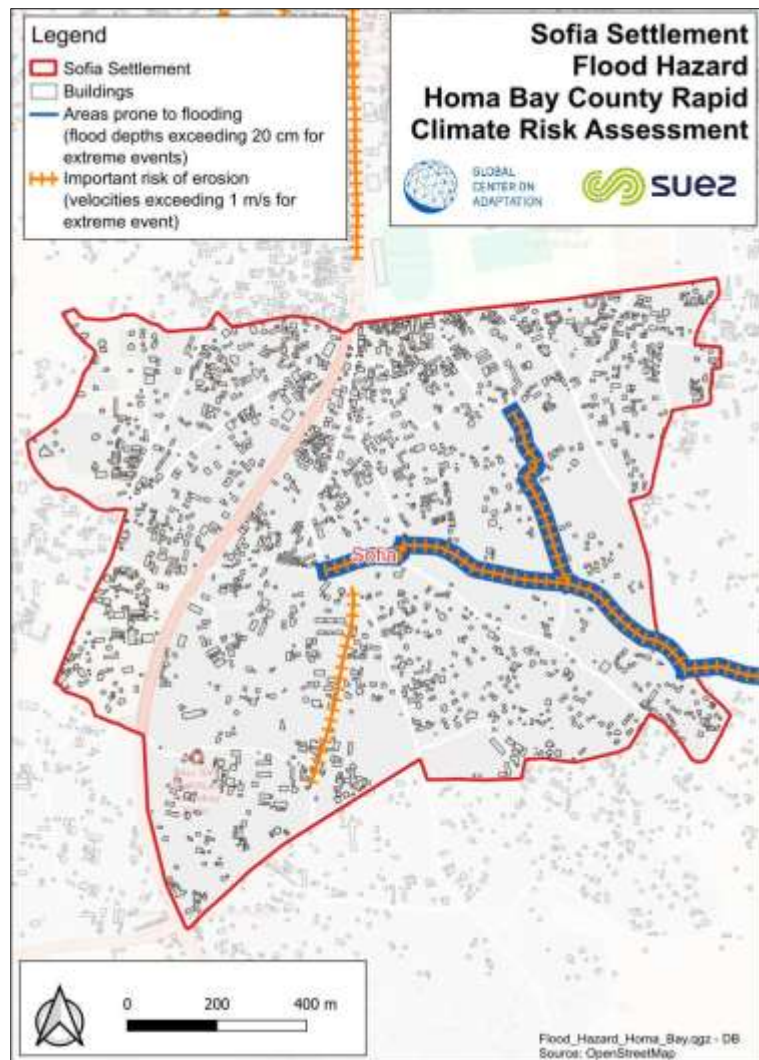 Legend
Sofia Settlement
Buildings
Areas prone to flooding
(flood depths exceeding 20 cm for
extreme events)
Important risk of erosion
(velocities exceeding 1 m/s for
extreme event)
Sofia Settlement
Flood Hazard
Homa Bay County Rapid
Climate Risk Assessment
GLOBAL
CENTER ON
ADAPTATION
suez
Sofia
0 200 400 m
Flood_Hazard_Homa_Bay.qgz - DB
Source: OpenStreetMap